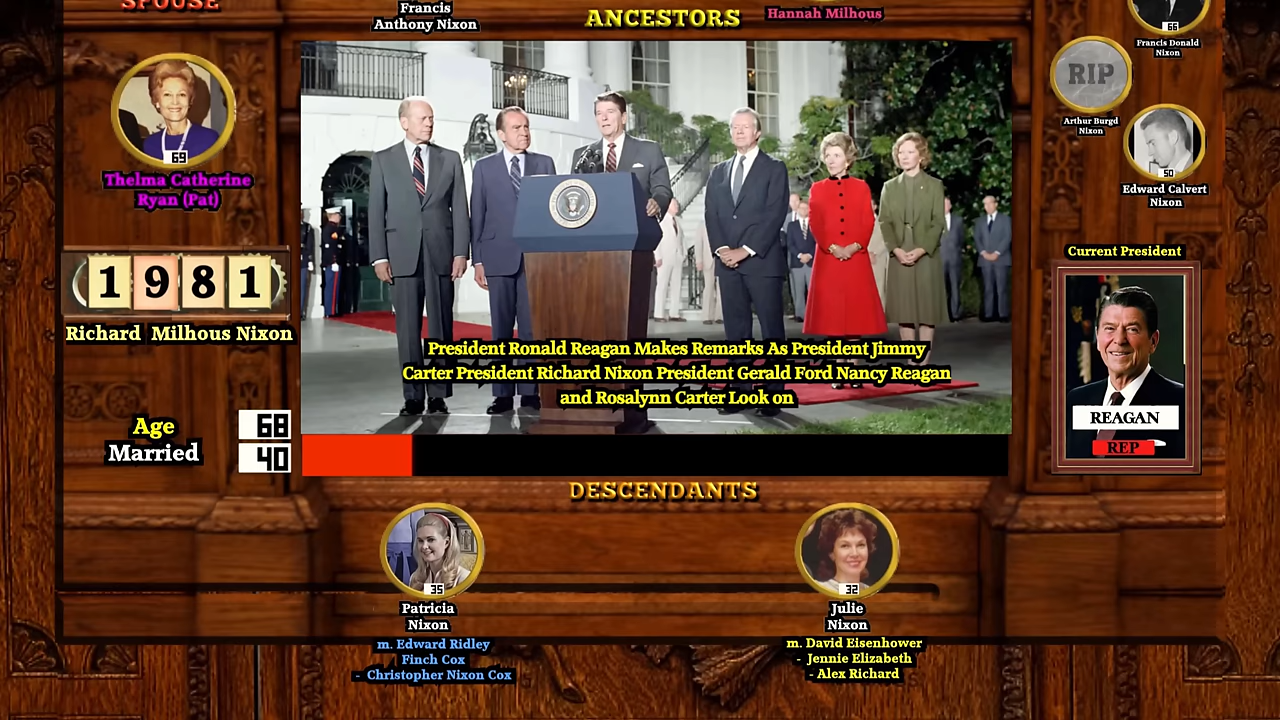 SPOUSE
Francis
Anthony Nixon
ANCESTORS
Hannah Milhous
66
Francis Donald
Nixon
RIP
Arthur Burgd
Nixon
50
Edward Calvert
Nixon
69
Thelma Catherine
Ryan (Pat)
1981
Richard Milhous Nixon
Age 68
Married 40
President Ronald Reagan Makes Remarks As President Jimmy
Carter President Richard Nixon President Gerald Ford Nancy Reagan
and Rosalynn Carter Look on
Current President
REAGAN
REP
DESCENDANTS
35
Patricia
Nixon
m. Edward Ridley
Finch Cox
- Christopher Nixon Cox
32
Julie
Nixon
m. David Eisenhower
- Jennie Elizabeth
- Alex Richard